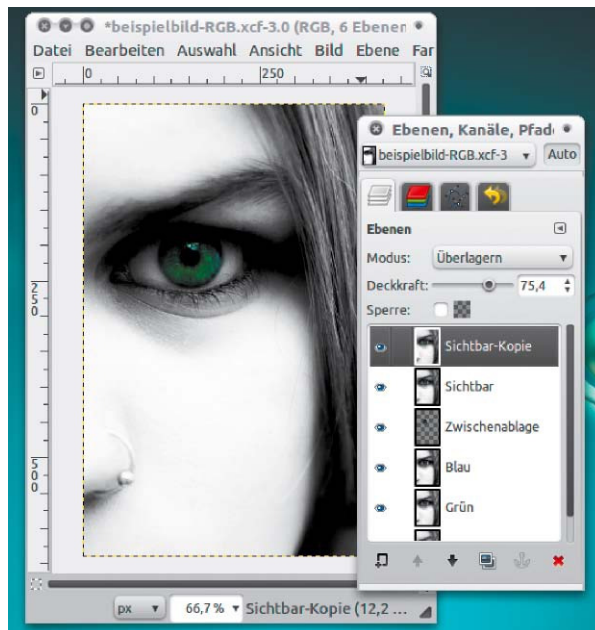 *beispielbild-RGB.xcf-3.0 (RGB, 6 Ebenen
Datei Bearbeiten Auswahl Ansicht Bild Ebene Far
0 250
0
250
500
px 66,7 % Sichtbar-Kopie (12,2 ...
Ebenen, Kanäle, Pfad
beispielbild-RGB.xcf-3 Auto
Ebenen
Modus: Überlagern
Deckkraft: 75,4
Sperre:
Sichtbar-Kopie
Sichtbar
Zwischenablage
Blau
Grün